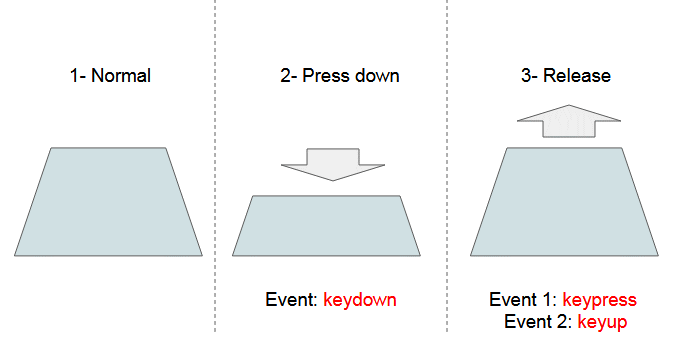 1- Normal
2- Press down
3- Release
Event: keydown
Event 1: keypress
Event 2: keyup